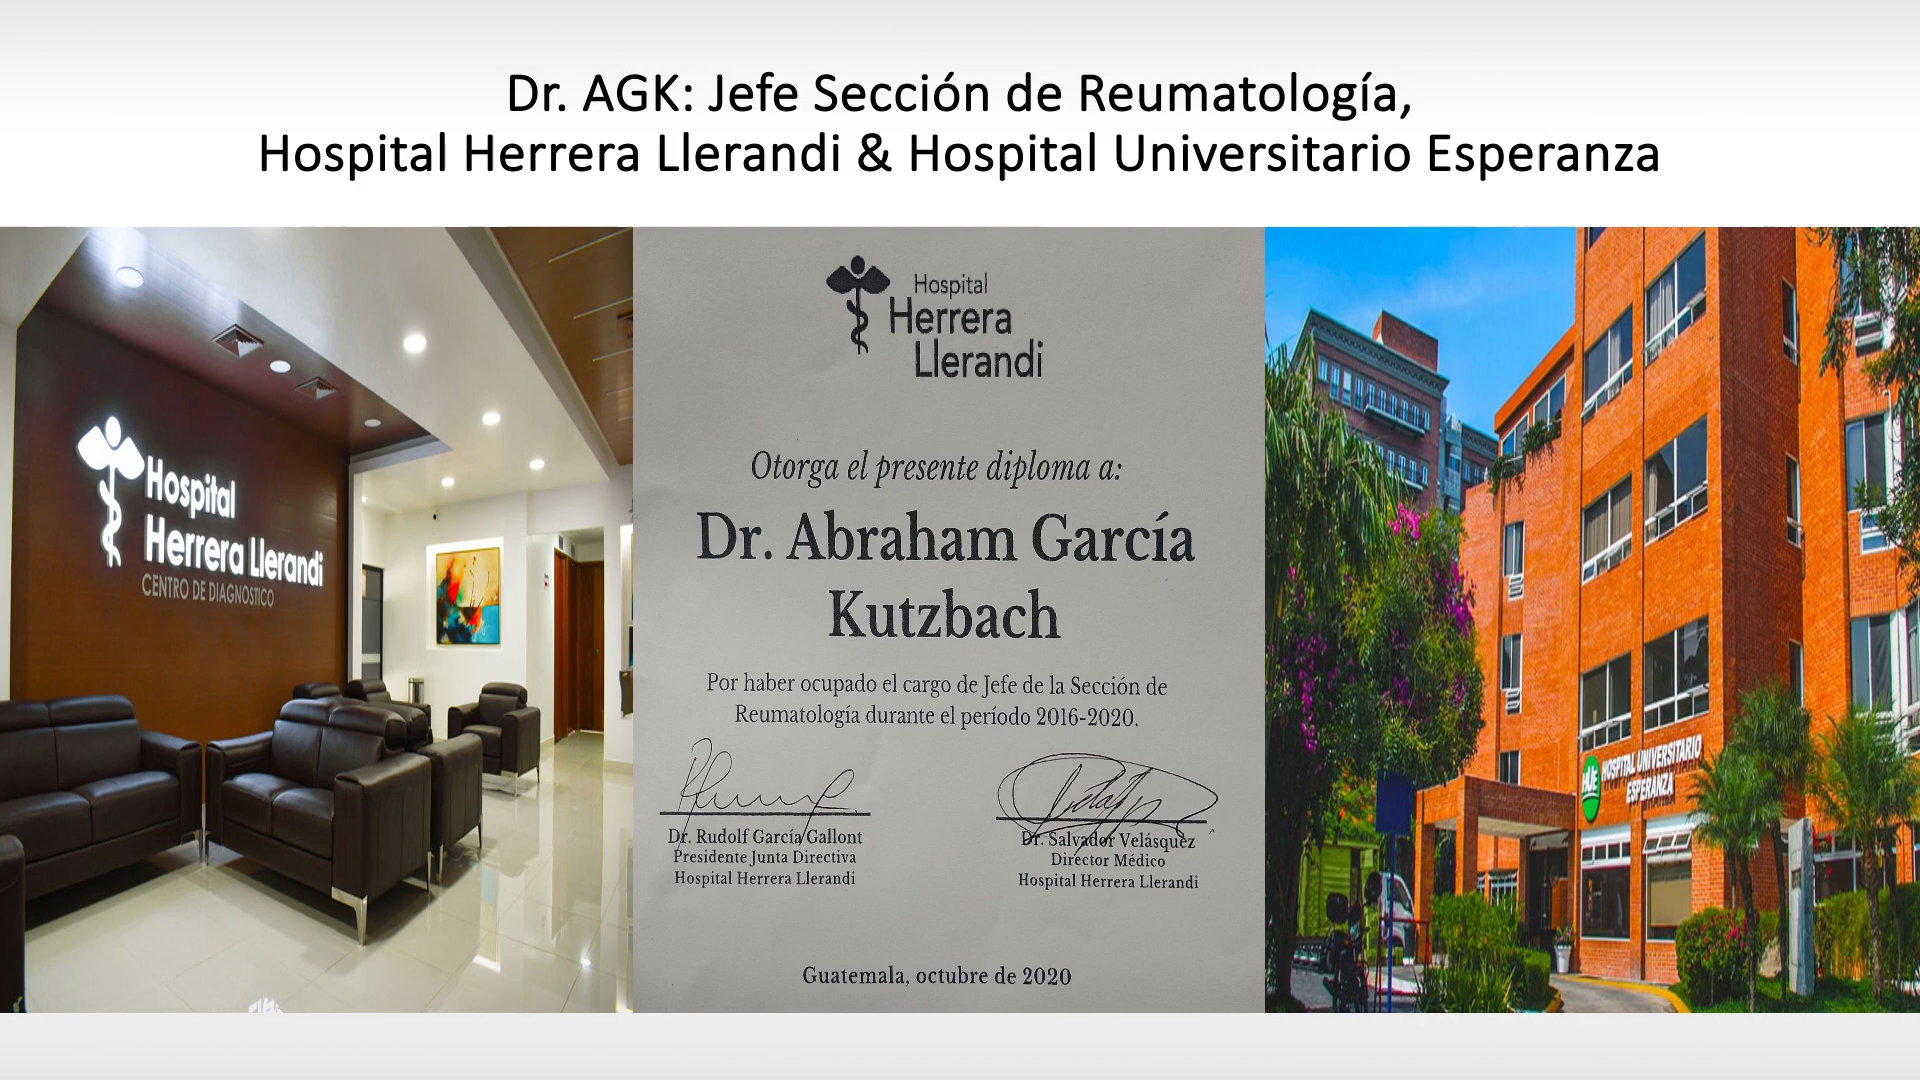 Dr. AGK: Jefe Sección de Reumatología,
Hospital Herrera Llerandi & Hospital Universitario Esperanza
Hospital
Herrera Llerandi
CENTRO DE DIAGNOSTICO
Hospital
Herrera
Llerandi
Otorga el presente diploma a:
Dr. Abraham García
Kutzbach
Por haber ocupado el cargo de Jefe de la Sección de
Reumatología durante el período 2016-2020.
Dr. Rudolf García Gallont
Presidente Junta Directiva
Hospital Herrera Llerandi
Dr. Salvador Velásquez
Director Médico
Hospital Herrera Llerandi
Guatemala, octubre de 2020
HUE
HOSPITAL UNIVERSITARIO
ESPERANZA